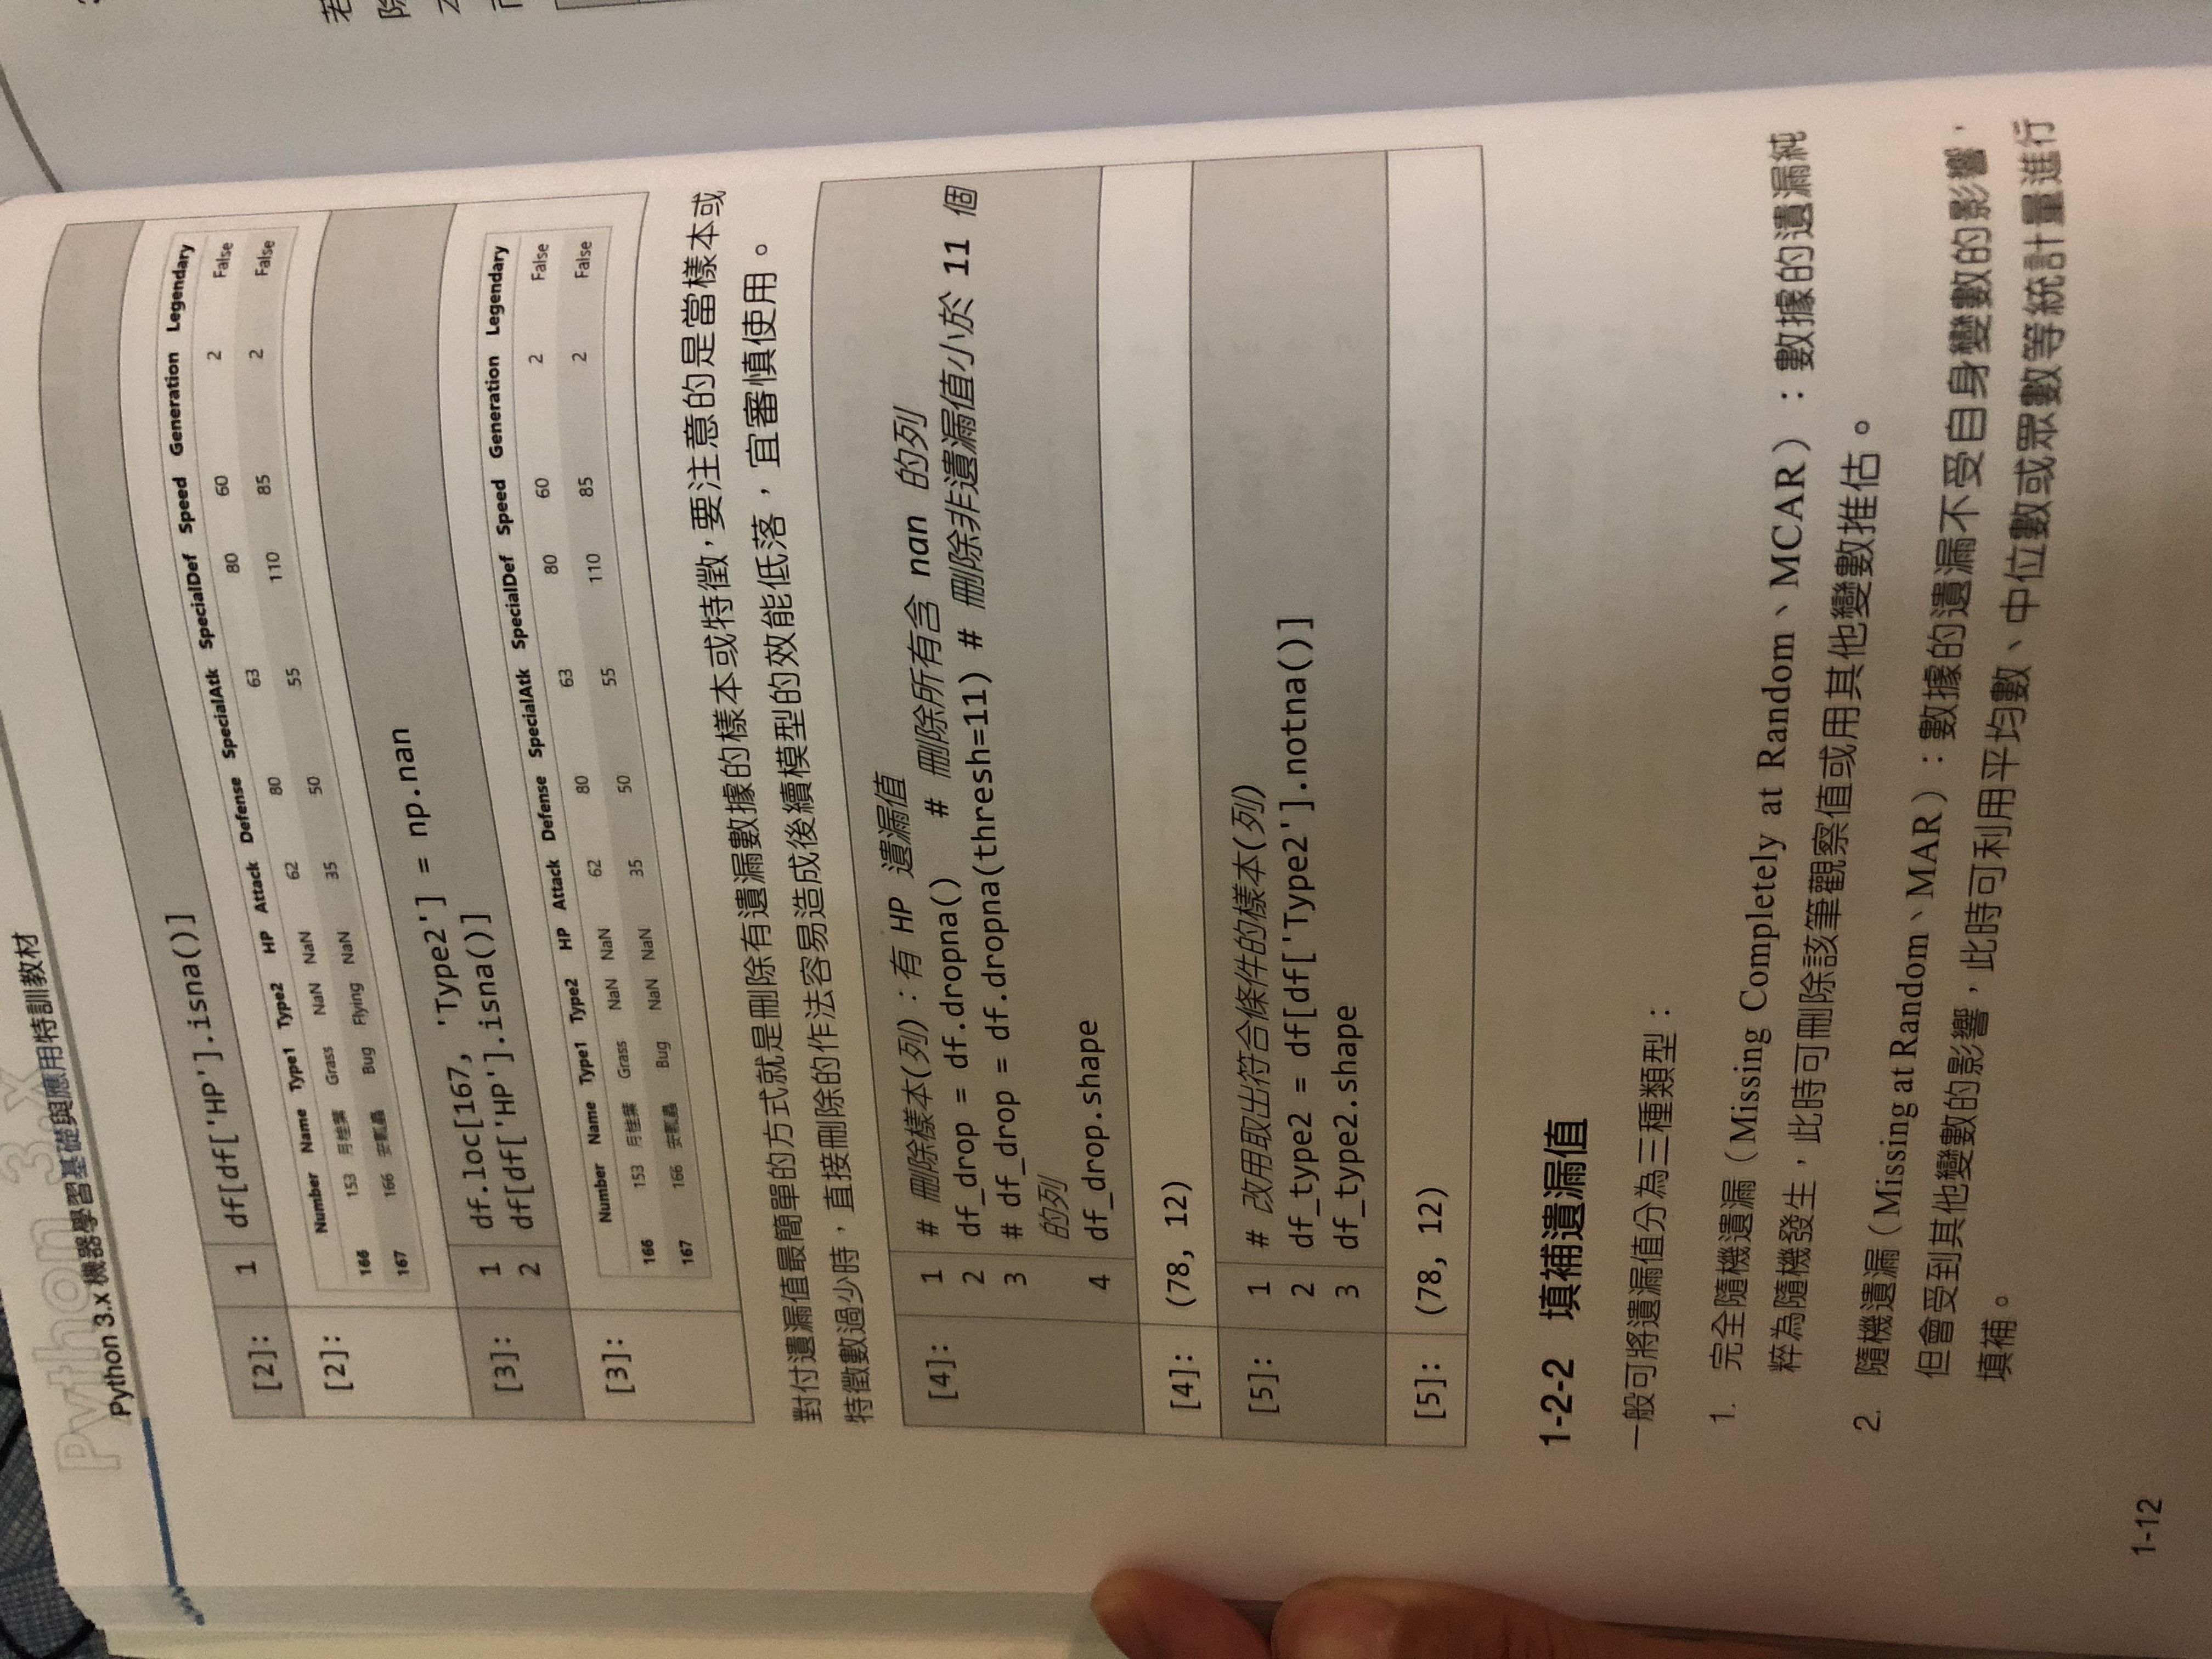 Python 3.x
Python 3.x 機器學習基礎與應用特訓教材
[2]: 1 df[df['HP'].isna()]
[2]:
Number Name Type1 Type2 HP Attack Defense SpecialAtk SpecialDef Speed Generation Legendary
166 153 月桂葉 Grass NaN NaN 62 80 63 80 60 2 False
167 166 安瓢蟲 Bug Flying NaN 35 50 55 110 85 2 False
[3]: 1 df.loc[167, 'Type2'] = np.nan
2 df[df['HP'].isna()]
[3]:
Number Name Type1 Type2 HP Attack Defense SpecialAtk SpecialDef Speed Generation Legendary
166 153 月桂葉 Grass NaN NaN 62 80 63 80 60 2 False
167 166 安瓢蟲 Bug NaN NaN 35 50 55 110 85 2 False
對付遺漏值最簡單的方式就是刪除有遺漏數據的樣本或特徵，要注意的是當樣本或
特徵數過少時，直接刪除的作法容易造成後續模型的效能低落，宜審慎使用。
[4]: 1 # 刪除樣本(列)：有 HP 遺漏值
2 df_drop = df.dropna() # 刪除所有含 nan 的列
3 # df_drop = df.dropna(thresh=11) # 刪除非遺漏值小於 11 個
的列
4 df_drop.shape
[4]: (78, 12)
[5]: 1 # 改用取出符合條件的樣本(列)
2 df_type2 = df[df['Type2'].notna()]
3 df_type2.shape
[5]: (78, 12)
1-2-2 填補遺漏值
一般可將遺漏值分為三種類型：
1. 完全隨機遺漏（Missing Completely at Random、MCAR）：數據的遺漏純
粹為隨機發生，此時可刪除該筆觀察值或用其他變數推估。
2. 隨機遺漏（Missing at Random、MAR）：數據的遺漏不受自身變數的影響，
但會受到其他變數的影響，此時可利用平均數、中位數或眾數等統計量進行
填補。
1-12